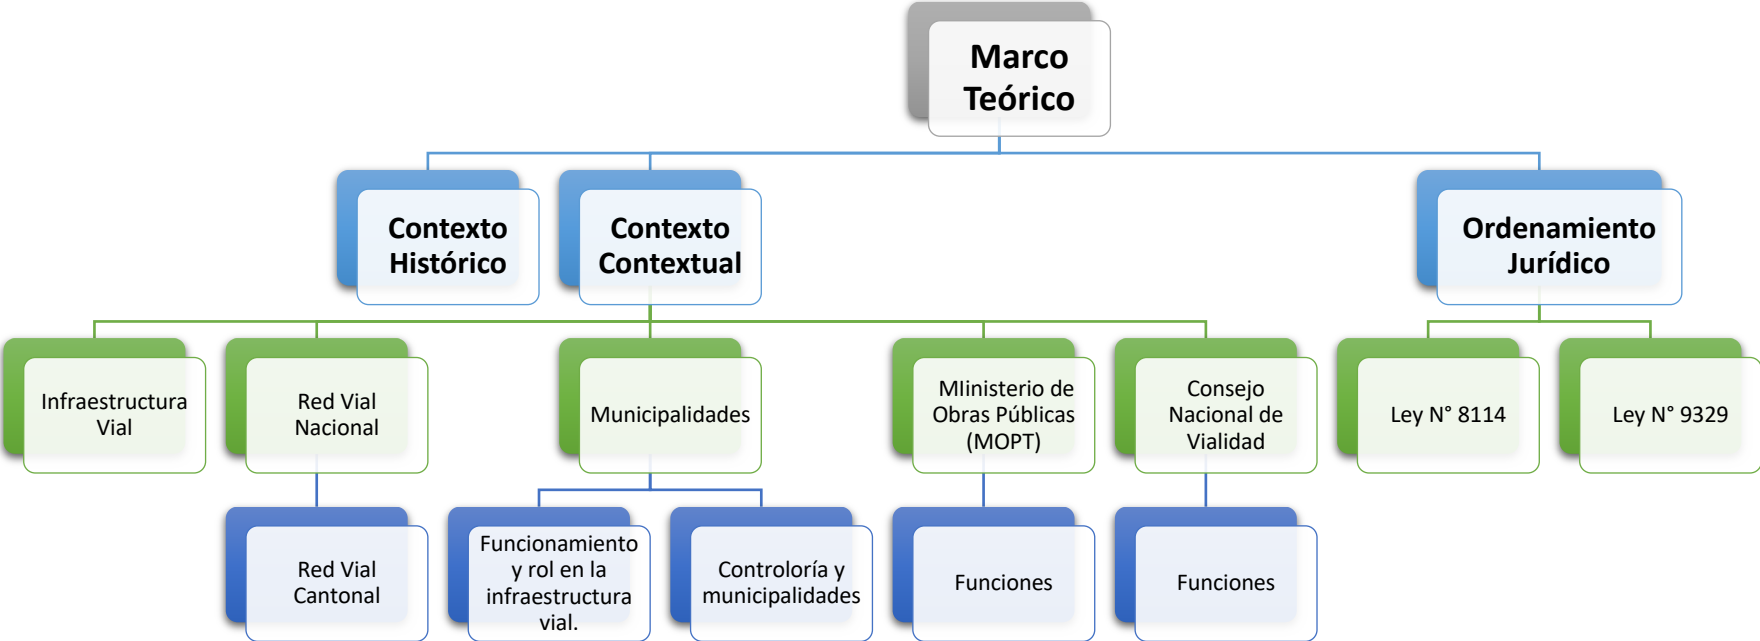 Marco
Teórico
Contexto
Histórico
Contexto
Contextual
Ordenamiento
Jurídico
Infraestructura
Vial
Red Vial
Nacional
Municipalidades
MIinisterio de
Obras Públicas
(MOPT)
Consejo
Nacional de
Vialidad
Ley N° 8114
Ley N° 9329
Red Vial
Cantonal
Funcionamiento
y rol en la
infraestructura
vial.
Controloría y
municipalidades
Funciones
Funciones